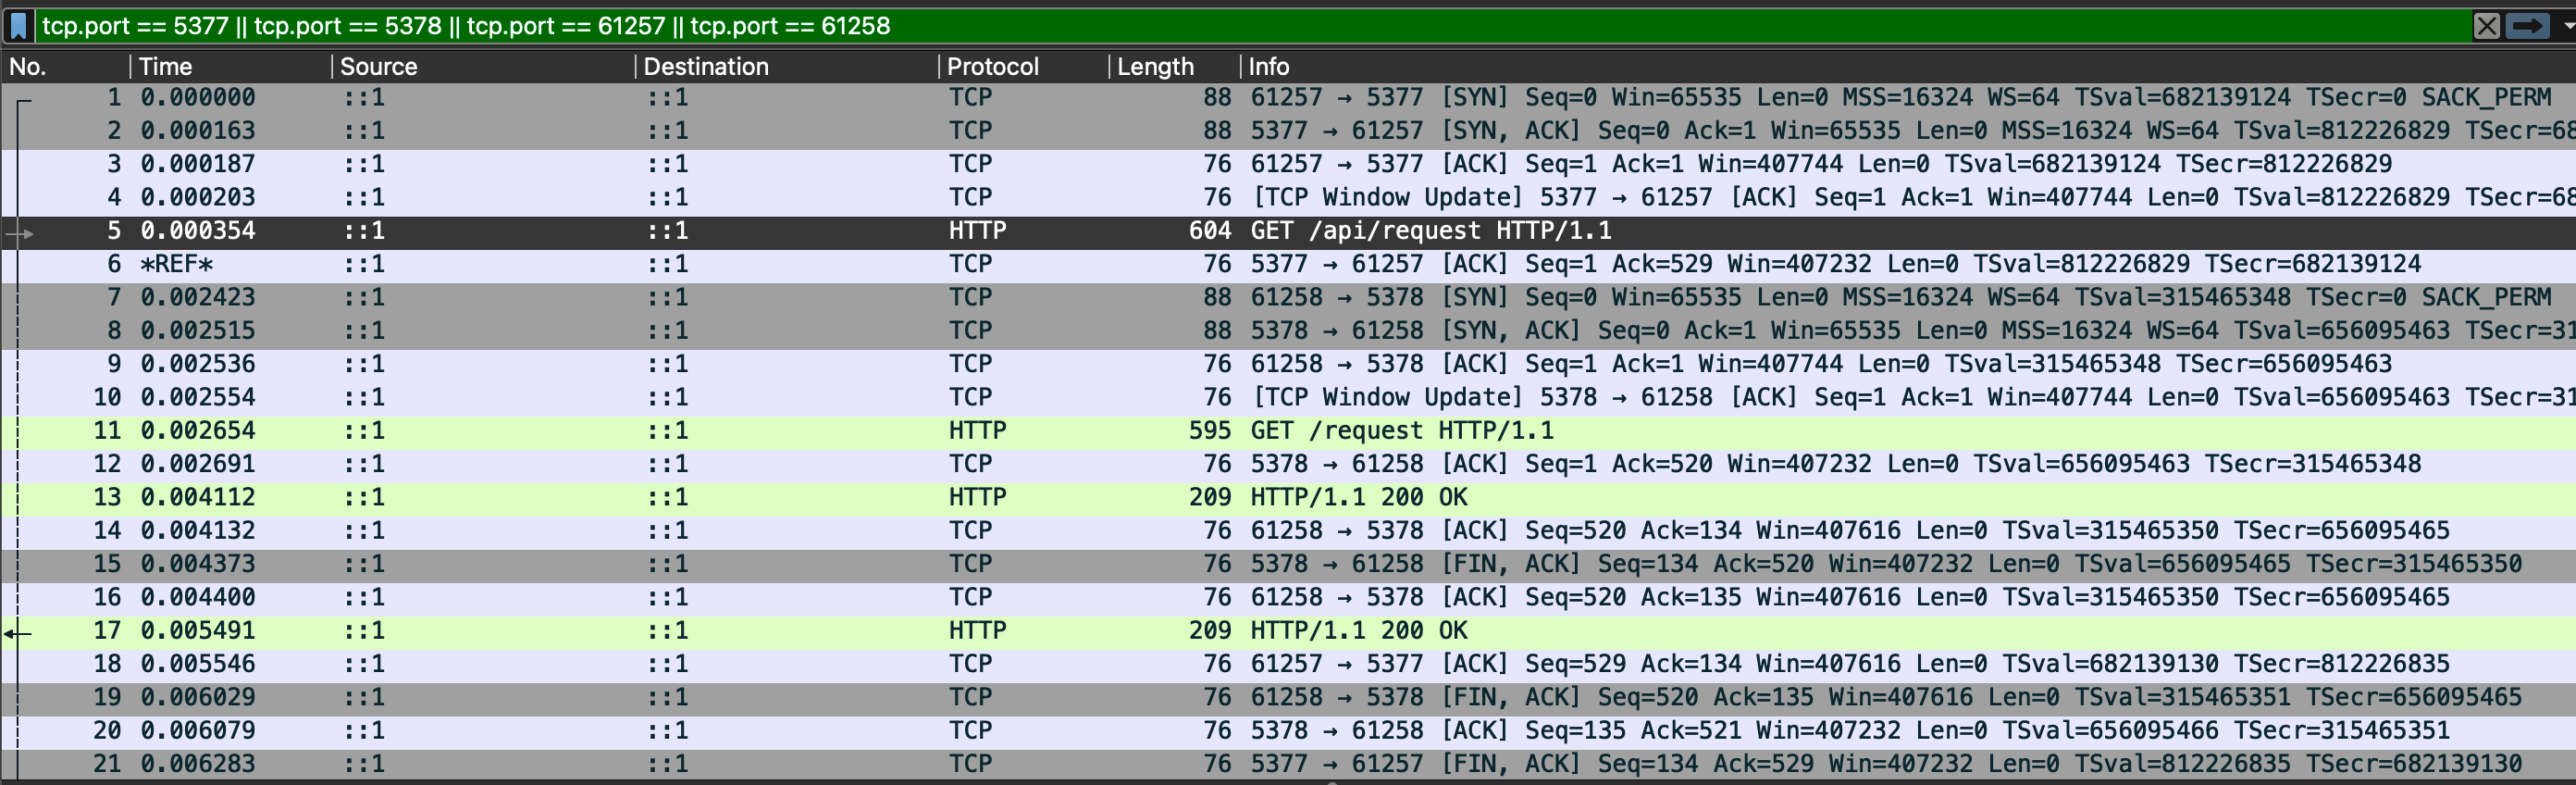 tcp.port == 5377 || tcp.port == 5378 || tcp.port == 61257 || tcp.port == 61258
No. Time Source Destination Protocol Length Info
1 0.000000 ::1 ::1 TCP 88 61257 → 5377 [SYN] Seq=0 Win=65535 Len=0 MSS=16324 WS=64 TSval=682139124 TSecr=0 SACK_PERM
2 0.000163 ::1 ::1 TCP 88 5377 → 61257 [SYN, ACK] Seq=0 Ack=1 Win=65535 Len=0 MSS=16324 WS=64 TSval=812226829 TSecr=68
3 0.000187 ::1 ::1 TCP 76 61257 → 5377 [ACK] Seq=1 Ack=1 Win=407744 Len=0 TSval=682139124 TSecr=812226829
4 0.000203 ::1 ::1 TCP 76 [TCP Window Update] 5377 → 61257 [ACK] Seq=1 Ack=1 Win=407744 Len=0 TSval=812226829 TSecr=68
5 0.000354 ::1 ::1 HTTP 604 GET /api/request HTTP/1.1
6 *REF* ::1 ::1 TCP 76 5377 → 61257 [ACK] Seq=1 Ack=529 Win=407232 Len=0 TSval=812226829 TSecr=682139124
7 0.002423 ::1 ::1 TCP 88 61258 → 5378 [SYN] Seq=0 Win=65535 Len=0 MSS=16324 WS=64 TSval=315465348 TSecr=0 SACK_PERM
8 0.002515 ::1 ::1 TCP 88 5378 → 61258 [SYN, ACK] Seq=0 Ack=1 Win=65535 Len=0 MSS=16324 WS=64 TSval=656095463 TSecr=31
9 0.002536 ::1 ::1 TCP 76 61258 → 5378 [ACK] Seq=1 Ack=1 Win=407744 Len=0 TSval=315465348 TSecr=656095463
10 0.002554 ::1 ::1 TCP 76 [TCP Window Update] 5378 → 61258 [ACK] Seq=1 Ack=1 Win=407744 Len=0 TSval=656095463 TSecr=31
11 0.002654 ::1 ::1 HTTP 595 GET /request HTTP/1.1
12 0.002691 ::1 ::1 TCP 76 5378 → 61258 [ACK] Seq=1 Ack=520 Win=407232 Len=0 TSval=656095463 TSecr=315465348
13 0.004112 ::1 ::1 HTTP 209 HTTP/1.1 200 OK
14 0.004132 ::1 ::1 TCP 76 61258 → 5378 [ACK] Seq=520 Ack=134 Win=407616 Len=0 TSval=315465350 TSecr=656095465
15 0.004373 ::1 ::1 TCP 76 5378 → 61258 [FIN, ACK] Seq=134 Ack=520 Win=407232 Len=0 TSval=656095465 TSecr=315465350
16 0.004400 ::1 ::1 TCP 76 61258 → 5378 [ACK] Seq=520 Ack=135 Win=407616 Len=0 TSval=315465350 TSecr=656095465
17 0.005491 ::1 ::1 HTTP 209 HTTP/1.1 200 OK
18 0.005546 ::1 ::1 TCP 76 61257 → 5377 [ACK] Seq=529 Ack=134 Win=407616 Len=0 TSval=682139130 TSecr=812226835
19 0.006029 ::1 ::1 TCP 76 61258 → 5378 [FIN, ACK] Seq=520 Ack=135 Win=407616 Len=0 TSval=315465351 TSecr=656095465
20 0.006079 ::1 ::1 TCP 76 5378 → 61258 [ACK] Seq=135 Ack=521 Win=407232 Len=0 TSval=656095466 TSecr=315465351
21 0.006283 ::1 ::1 TCP 76 5377 → 61257 [FIN, ACK] Seq=134 Ack=529 Win=407232 Len=0 TSval=812226835 TSecr=682139130